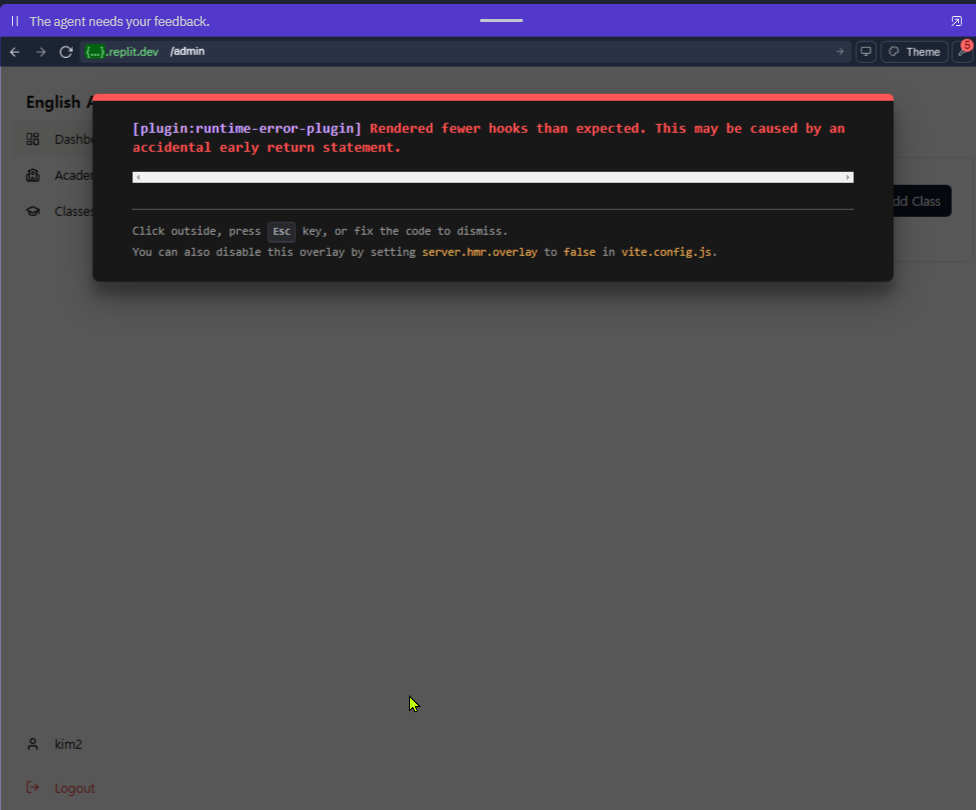 The agent needs your feedback.
{...}.replit.dev /admin
Theme
5
English A
[plugin:runtime-error-plugin] Rendered fewer hooks than expected. This may be caused by an
accidental early return statement.
Dashb
Acader
Classes
dd Class
Click outside, press Esc key, or fix the code to dismiss.
You can also disable this overlay by setting server.hmr.overlay to false in vite.config.js.
kim2
Logout